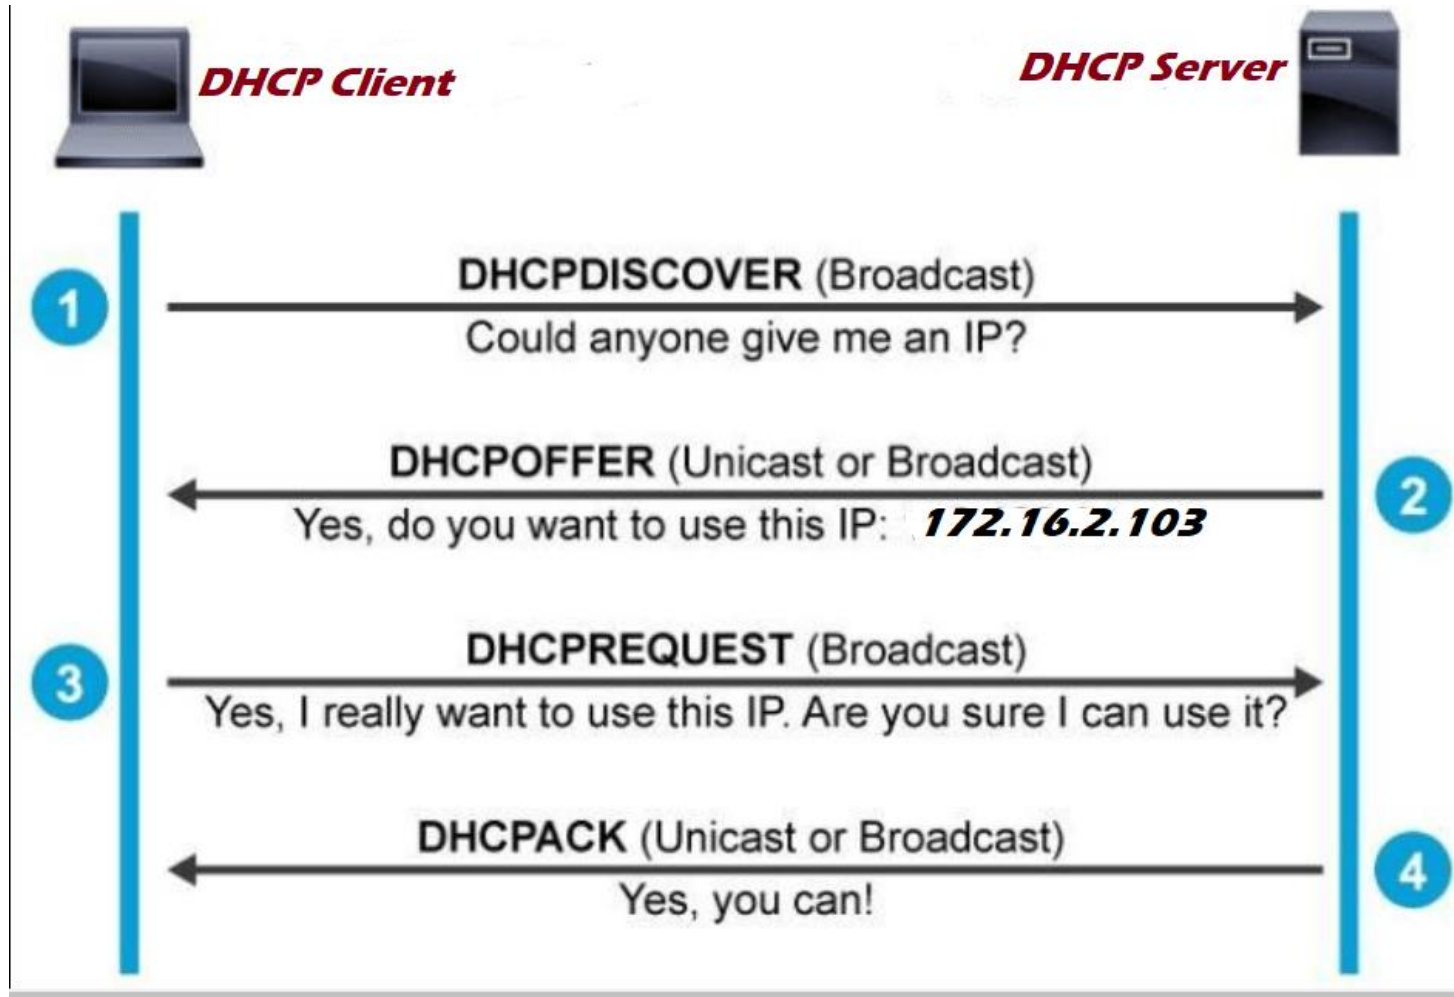 DHCP Client
DHCP Server
1
DHCPDISCOVER (Broadcast)
Could anyone give me an IP?
DHCPOFFER (Unicast or Broadcast)
2
Yes, do you want to use this IP: 172.16.2.103
DHCPREQUEST (Broadcast)
3
Yes, I really want to use this IP. Are you sure I can use it?
DHCPACK (Unicast or Broadcast)
4
Yes, you can!